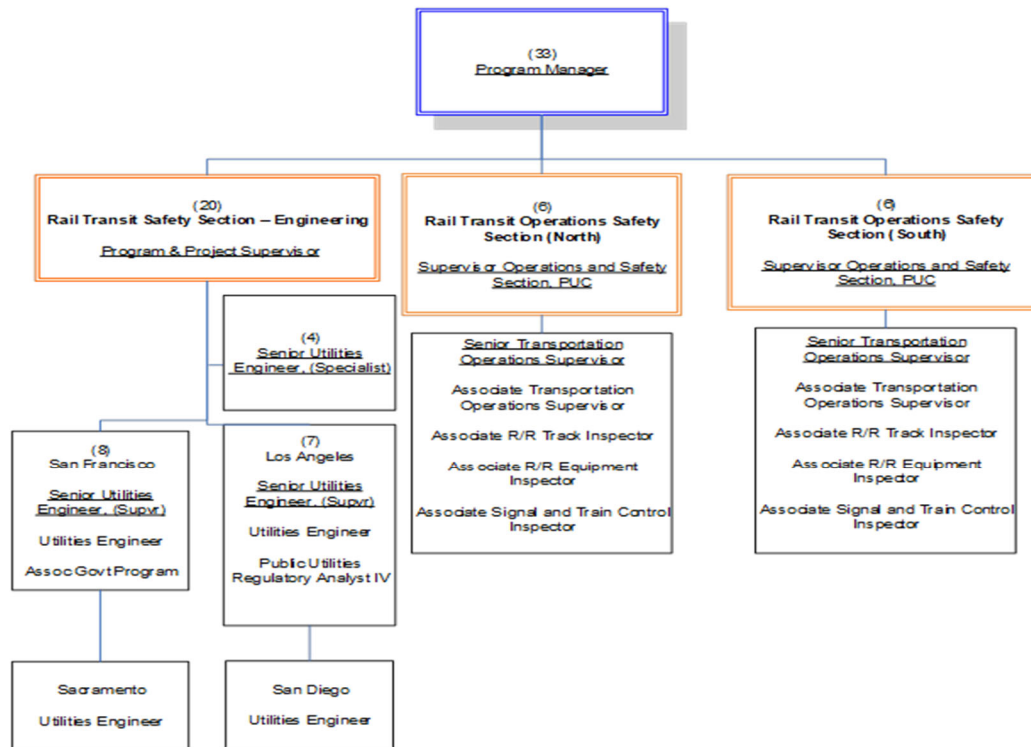 (33)
Program Manager
(20)
Rail Transit Safety Section – Engineering
Program & Project Supervisor
(6)
Rail Transit Operations Safety
Section (North)
Supervisor Operations and Safety
Section, PUC
(6)
Rail Transit Operations Safety
Section (South)
Supervisor Operations and Safety
Section, PUC
(4)
Senior Utilities
Engineer, (Specialist)
(8)
San Francisco
Senior Utilities
Engineer, (Supvr)
Utilities Engineer
Assoc Govt Program
(7)
Los Angeles
Senior Utilities
Engineer, (Supvr)
Utilities Engineer
Public Utilities
Regulatory Analyst IV
Senior Transportation
Operations Supervisor
Associate Transportation
Operations Supervisor
Associate R/R Track Inspector
Associate R/R Equipment
Inspector
Associate Signal and Train Control
Inspector
Senior Transportation
Operations Supervisor
Associate Transportation
Operations Supervisor
Associate R/R Track Inspector
Associate R/R Equipment
Inspector
Associate Signal and Train Control
Inspector
Sacramento
Utilities Engineer
San Diego
Utilities Engineer